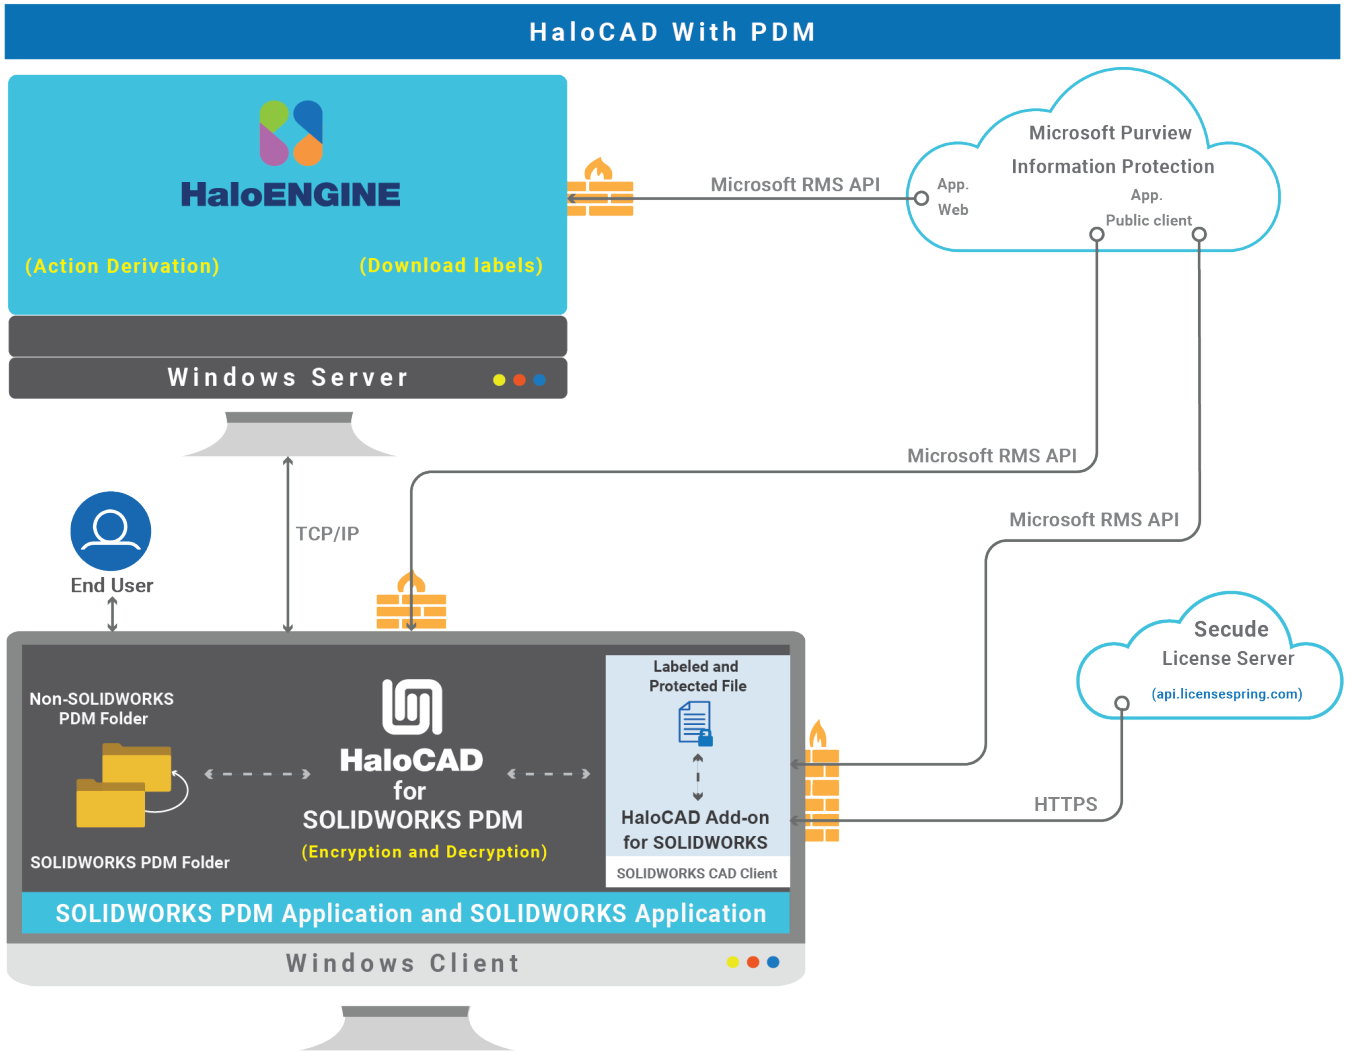 HaloCAD With PDM
HaloENGINE
(Action Derivation)
(Download labels)
Windows Server
Microsoft RMS API
Microsoft Purview
Information Protection
App.
Web
App.
Public client
Microsoft RMS API
Microsoft RMS API
TCP/IP
End User
Secude
License Server
(api.licensespring.com)
HTTPS
Non-SOLIDWORKS
PDM Folder
SOLIDWORKS PDM Folder
HaloCAD
for
SOLIDWORKS PDM
(Encryption and Decryption)
Labeled and
Protected File
HaloCAD Add-on
for SOLIDWORKS
SOLIDWORKS CAD Client
SOLIDWORKS PDM Application and SOLIDWORKS Application
Windows Client